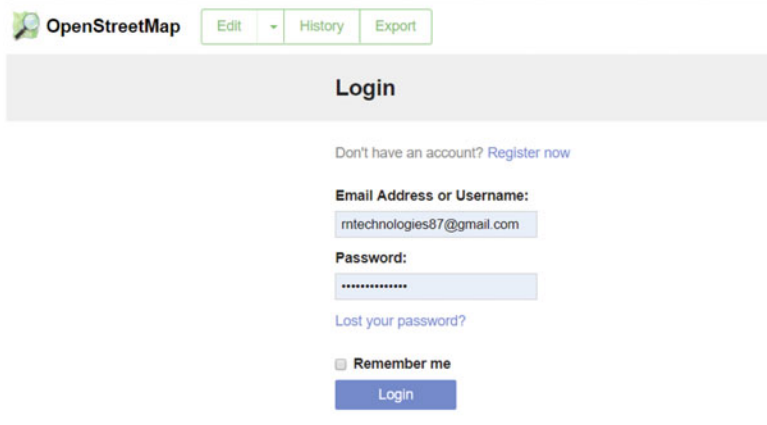 OpenStreetMap Edit History Export
Login
Don't have an account? Register now
Email Address or Username:
rntechnologies87@gmail.com
Password:
••••••••••••••
Lost your password?
Remember me
Login